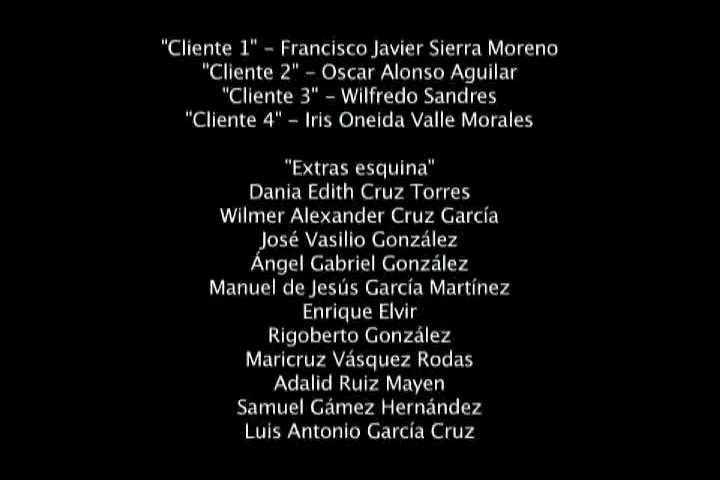 "Cliente 1" – Francisco Javier Sierra Moreno
"Cliente 2" – Oscar Alonso Aguilar
"Cliente 3" – Wilfredo Sandres
"Cliente 4" – Iris Oneida Valle Morales
"Extras esquina"
Dania Edith Cruz Torres
Wilmer Alexander Cruz García
José Vasilio González
Ángel Gabriel González
Manuel de Jesús García Martínez
Enrique Elvir
Rigoberto González
Maricruz Vásquez Rodas
Adalid Ruiz Mayen
Samuel Gámez Hernández
Luis Antonio García Cruz